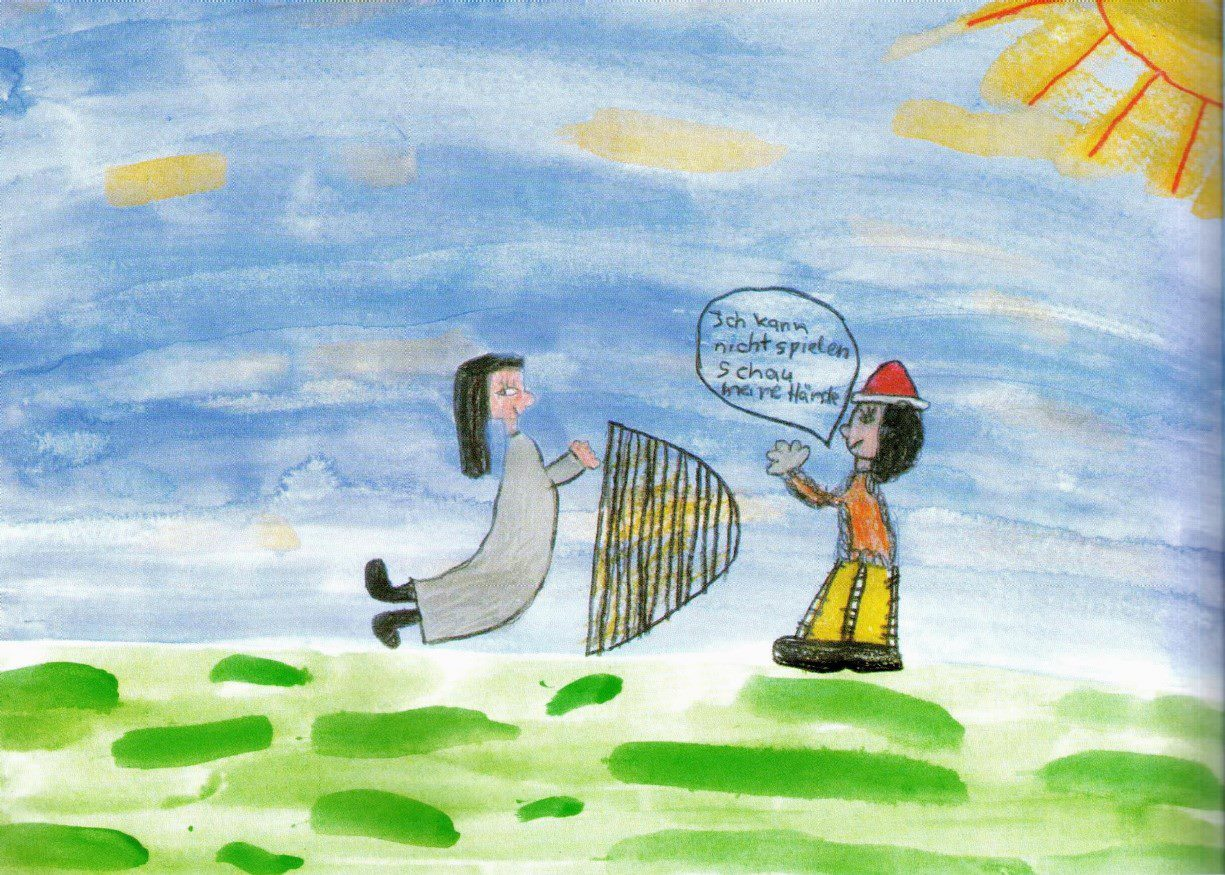 Ich kann
nicht spielen
schau
meine Hände